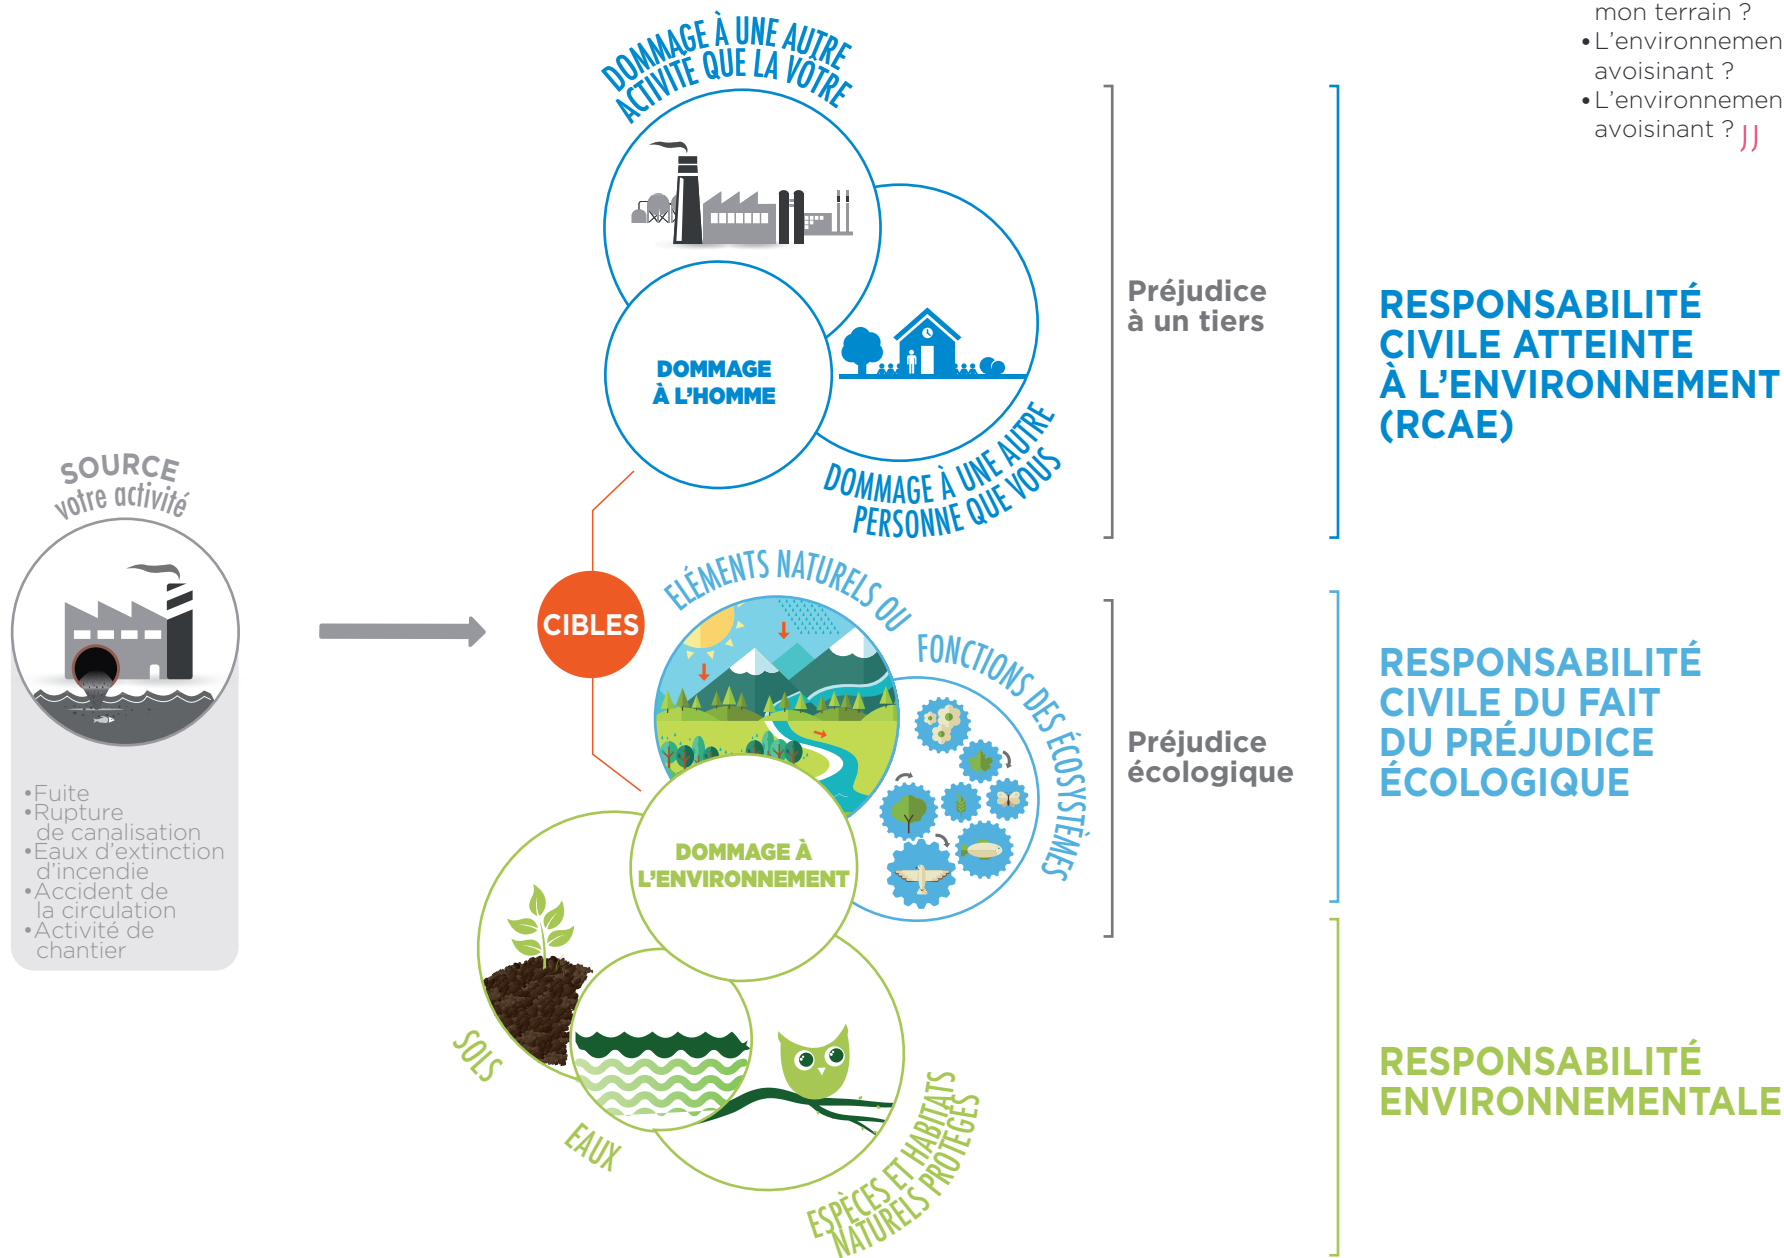 mon terrain ?
• L'environnemen
avoisinant ?
• L'environnemen
avoisinant ?
DOMMAGE À UNE AUTRE
ACTIVITÉ QUE LA VÔTRE
DOMMAGE
À L'HOMME
DOMMAGE À UNE AUTRE
PERSONNE QUE VOUS
Préjudice
à un tiers
RESPONSABILITÉ
CIVILE ATTEINTE
À L'ENVIRONNEMENT
(RCAE)
SOURCE
votre activité
•Fuite
•Rupture
de canalisation
•Eaux d'extinction
d'incendie
•Accident de
la circulation
•Activité de
chantier
CIBLES
ELÉMENTS NATURELS OU
FONCTIONS DES ÉCOSYSTÈMES
DOMMAGE À
L'ENVIRONNEMENT
Préjudice
écologique
RESPONSABILITÉ
CIVILE DU FAIT
DU PRÉJUDICE
ÉCOLOGIQUE
SOLS
EAUX
ESPÈCES ET HABITATS
NATURELS PROTÉGÉS
RESPONSABILITÉ
ENVIRONNEMENTALE